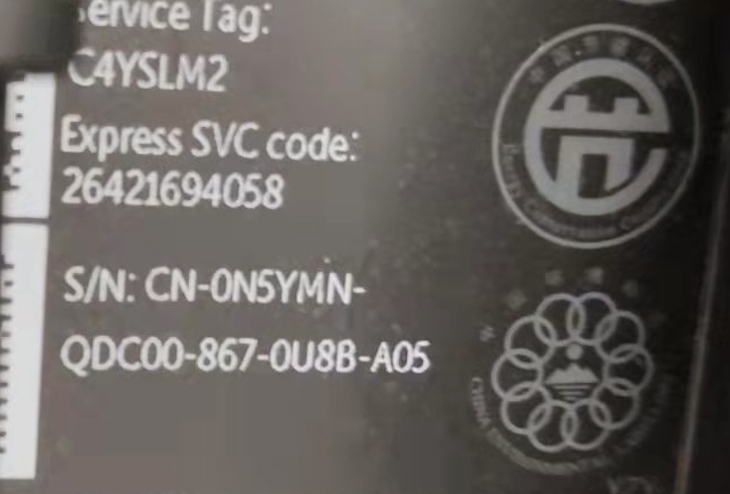 Service Tag:
C4YSLM2
Express SVC code:
26421694058
S/N: CN-0N5YMN-
QDC00-867-0U8B-A05